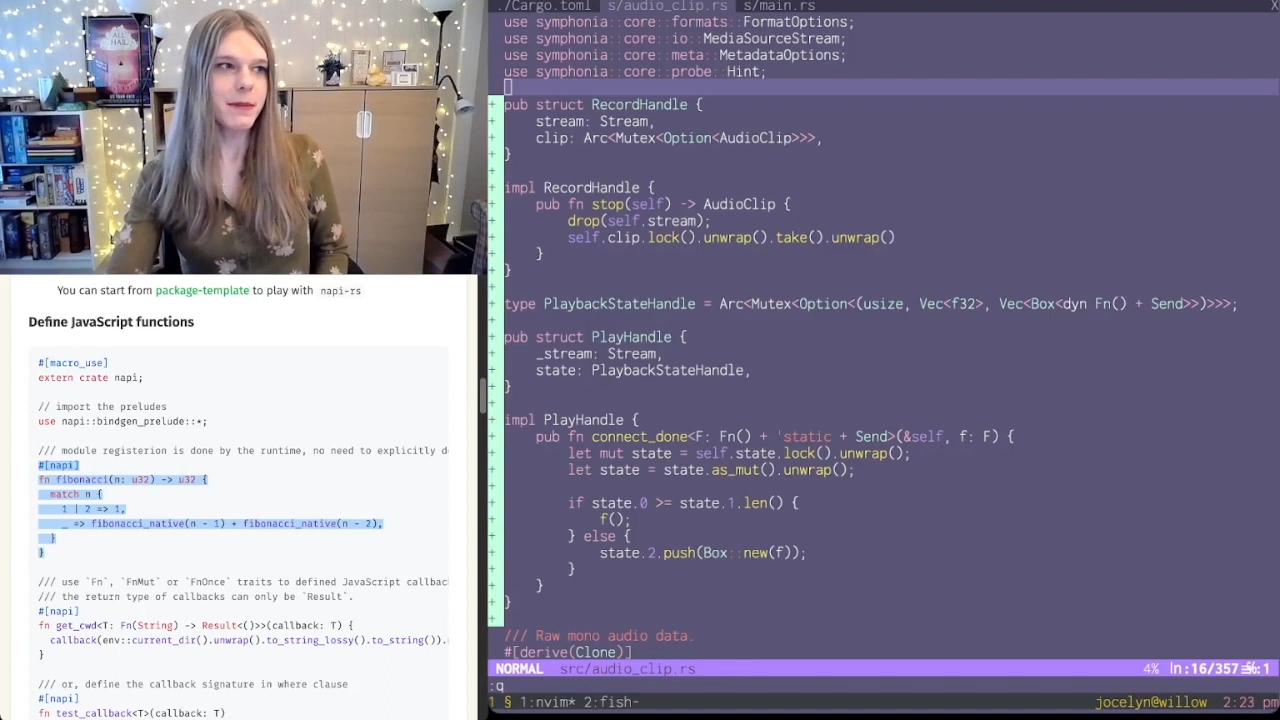 ALL
HAIL
You can start from package-template to play with napi-rs
Define JavaScript functions
#[macro_use]
extern crate napi;
// import the preludes
use napi::bindgen_prelude::*;
/// module registerion is done by the runtime, no need to explicitly d
#[napi]
fn fibonacci(n: u32) -> u32 {
match n {
1 | 2 => 1,
_ => fibonacci_native(n - 1) + fibonacci_native(n - 2),
}
}
/// use `Fn`, `FnMut` or `FnOnce` traits to defined JavaScript callbac
/// the return type of callbacks can only be `Result`.
#[napi]
fn get_cwd<T: Fn(String) -> Result<()>>(callback: T) {
callback(env::current_dir().unwrap().to_string_lossy().to_string()).
}
/// or, define the callback signature in where clause
#[napi]
fn test_callback<T>(callback: T)
./Cargo.toml s/audio_clip.rs s/main.rs X
use symphonia::core::formats::FormatOptions;
use symphonia::core::io::MediaSourceStream;
use symphonia::core::meta::MetadataOptions;
use symphonia::core::probe::Hint;
+ pub struct RecordHandle {
+ stream: Stream,
+ clip: Arc<Mutex<Option<AudioClip>>>,
+ }
+
+ impl RecordHandle {
+ pub fn stop(self) -> AudioClip {
+ drop(self.stream);
+ self.clip.lock().unwrap().take().unwrap()
+ }
+ }
+
+ type PlaybackStateHandle = Arc<Mutex<Option<(usize, Vec<f32>, Vec<Box<dyn Fn() + Send>>)>>>;
+
+ pub struct PlayHandle {
+ _stream: Stream,
+ state: PlaybackStateHandle,
+ }
+
+ impl PlayHandle {
+ pub fn connect_done<F: Fn() + 'static + Send>(&self, f: F) {
+ let mut state = self.state.lock().unwrap();
+ let state = state.as_mut().unwrap();
+
+ if state.0 >= state.1.len() {
+ f();
+ } else {
+ state.2.push(Box::new(f));
+ }
+ }
+ }
+
/// Raw mono audio data.
#[derive(Clone)]
NORMAL src/audio_clip.rs 4% ln:16/357
:q
1 § 1:nvim* 2:fish- jocelyn@willow 2:23 pm